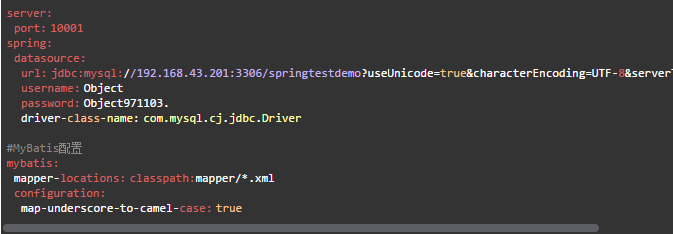 server:
port: 10001
spring:
datasource:
url: jdbc:mysql://192.168.43.201:3306/springtestdemo?useUnicode=true&characterEncoding=UTF-8&server
username: Object
password: Object971103.
driver-class-name: com.mysql.cj.jdbc.Driver
#MyBatis配置
mybatis:
mapper-locations: classpath:mapper/*.xml
configuration:
map-underscore-to-camel-case: true